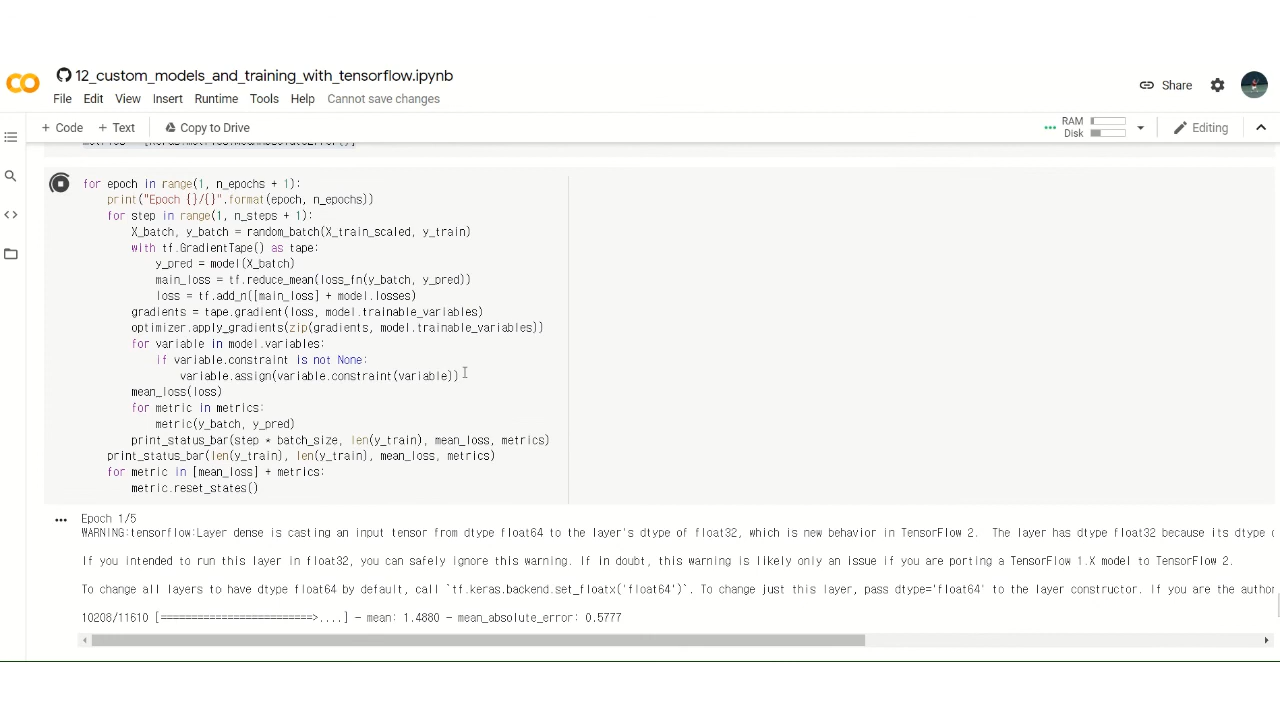 12_custom_models_and_training_with_tensorflow.ipynb
Share
File Edit View Insert Runtime Tools Help Cannot save changes
+ Code + Text Copy to Drive
RAM
Disk
Editing
for epoch in range(1, n_epochs + 1):
print("Epoch {}/{}".format(epoch, n_epochs))
for step in range(1, n_steps + 1):
X_batch, y_batch = random_batch(X_train_scaled, y_train)
with tf.GradientTape() as tape:
y_pred = model(X_batch)
main_loss = tf.reduce_mean(loss_fn(y_batch, y_pred))
loss = tf.add_n([main_loss] + model.losses)
gradients = tape.gradient(loss, model.trainable_variables)
optimizer.apply_gradients(zip(gradients, model.trainable_variables))
for variable in model.variables:
if variable.constraint is not None:
variable.assign(variable.constraint(variable))
mean_loss(loss)
for metric in metrics:
metric(y_batch, y_pred)
print_status_bar(step * batch_size, len(y_train), mean_loss, metrics)
print_status_bar(len(y_train), len(y_train), mean_loss, metrics)
for metric in [mean_loss] + metrics:
metric.reset_states()
Epoch 1/5
WARNING:tensorflow:Layer dense is casting an input tensor from dtype float64 to the layer's dtype of float32, which is new behavior in TensorFlow 2. The layer has dtype float32 because its dtype
If you intended to run this layer in float32, you can safely ignore this warning. If in doubt, this warning is likely only an issue if you are porting a TensorFlow 1.X model to TensorFlow 2.
To change all layers to have dtype float64 by default, call `tf.keras.backend.set_floatx('float64')`. To change just this layer, pass dtype='float64' to the layer constructor. If you are the author
10208/11610 [========================>....] - mean: 1.4880 - mean_absolute_error: 0.5777